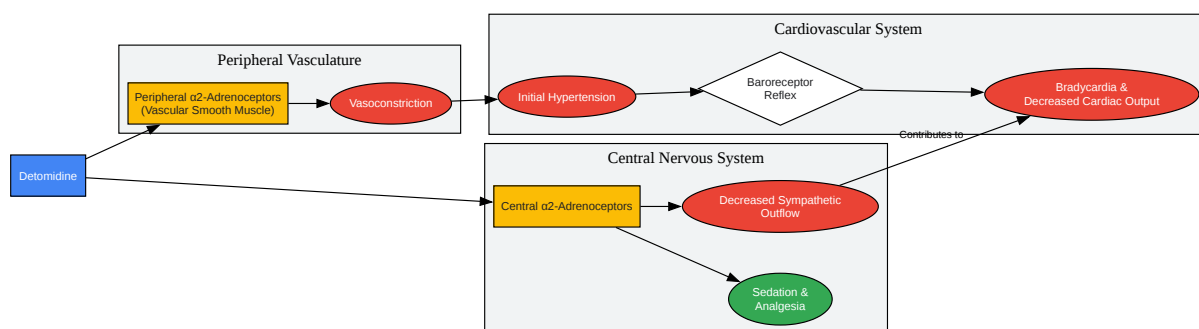 Cardiovascular System
Peripheral Vasculature
Peripheral α2-Adrenoceptors
(Vascular Smooth Muscle)
Vasoconstriction
Initial Hypertension
Baroreceptor
Reflex
Bradycardia &
Decreased Cardiac Output
Contributes to
Detomidine
Central Nervous System
Central α2-Adrenoceptors
Decreased Sympathetic
Outflow
Sedation &
Analgesia